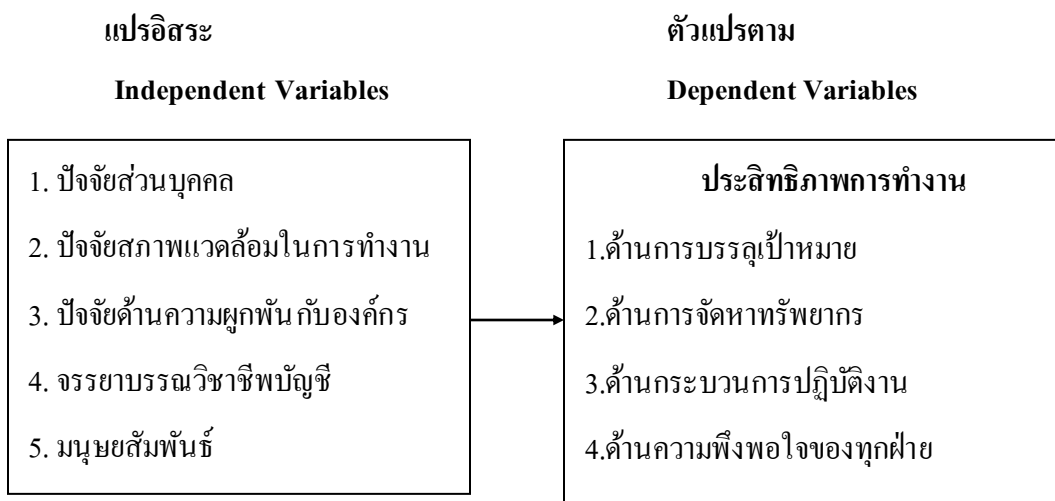 แปรอิสระ
Independent Variables
1. ปัจจัยส่วนบุคคล
2. ปัจจัยสภาพแวดล้อมในการทำงาน
3. ปัจจัยด้านความผูกพันกับองค์กร
4. จรรยาบรรณวิชาชีพบัญชี
5. มนุษยสัมพันธ์
ตัวแปรตาม
Dependent Variables
ประสิทธิภาพการทำงาน
1.ด้านการบรรลุเป้าหมาย
2.ด้านการจัดหาทรัพยากร
3.ด้านกระบวนการปฏิบัติงาน
4.ด้านความพึงพอใจของทุกฝ่าย